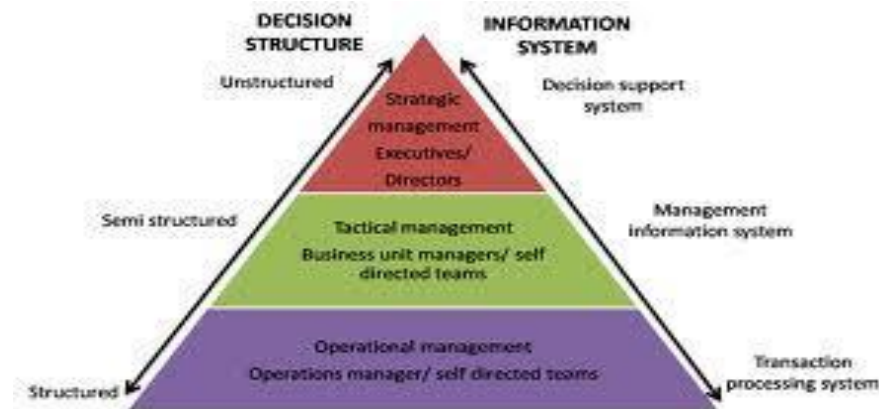 DECISION
STRUCTURE
INFORMATION
SYSTEM
Unstructured
Decision support
system
Strategic
management
Executives/
Directors
Semi structured
Management
information system
Tactical management
Business unit managers/ self
directed teams
Operational management
Operations manager/ self directed teams
Structured
Transaction
processing system